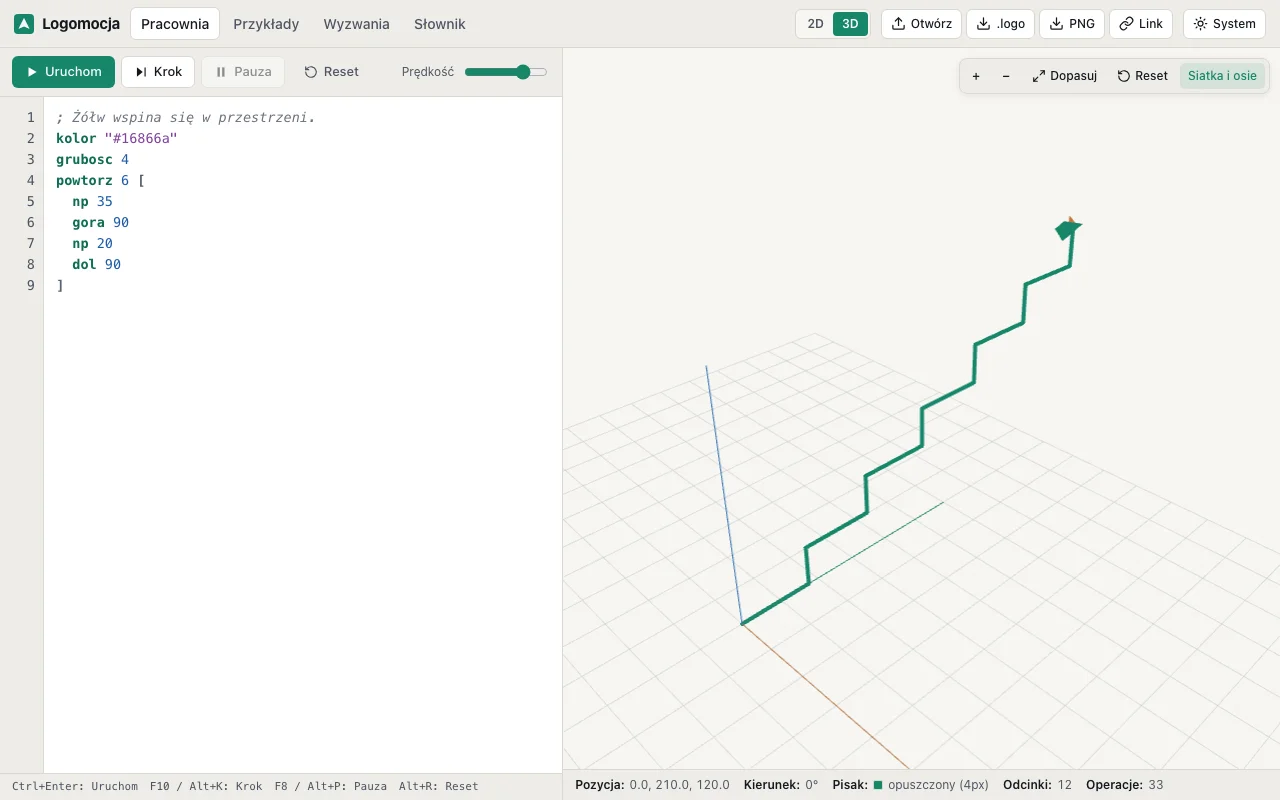 Logomocja Pracownia Przykłady Wyzwania Słownik 2D 3D Otwórz .logo PNG Link System
Uruchom Krok Pauza Reset Prędkość
+ − Dopasuj Reset Siatka i osie
1 ; Żółw wspina się w przestrzeni.
2 kolor "#16866a"
3 grubosc 4
4 powtorz 6 [
5 np 35
6 gora 90
7 np 20
8 dol 90
9 ]
Ctrl+Enter: Uruchom F10 / Alt+K: Krok F8 / Alt+P: Pauza Alt+R: Reset
Pozycja: 0.0, 210.0, 120.0 Kierunek: 0° Pisak: opuszczony (4px) Odcinki: 12 Operacje: 33